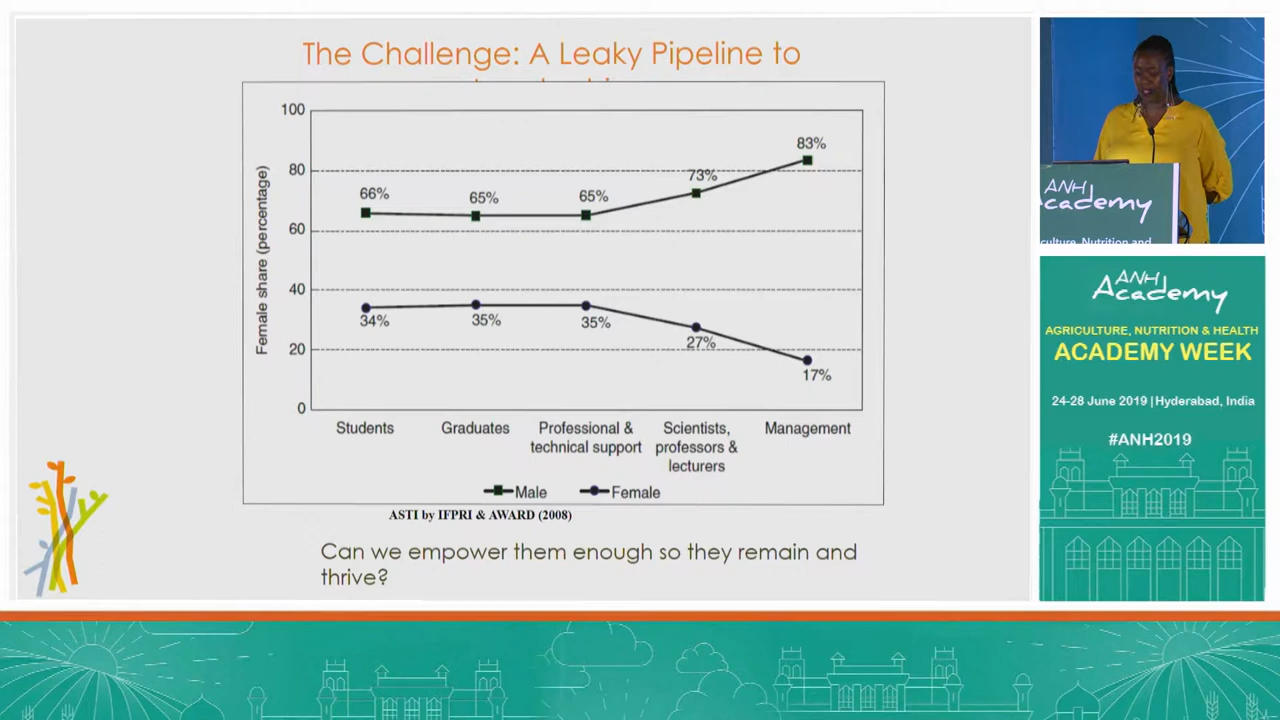 The Challenge: A Leaky Pipeline to
100
80
60
40
20
0
Female share (percentage)
66%
65%
65%
73%
83%
34%
35%
35%
27%
17%
Students
Graduates
Professional &
technical support
Scientists,
professors &
lecturers
Management
Male
Female
ASTI by IFPRI & AWARD (2008)
Can we empower them enough so they remain and
thrive?
ANH
cademy
culture, Nutrition and
ANH
Academy
AGRICULTURE, NUTRITION & HEALTH
ACADEMY WEEK
24-28 June 2019 | Hyderabad, India
#ANH2019